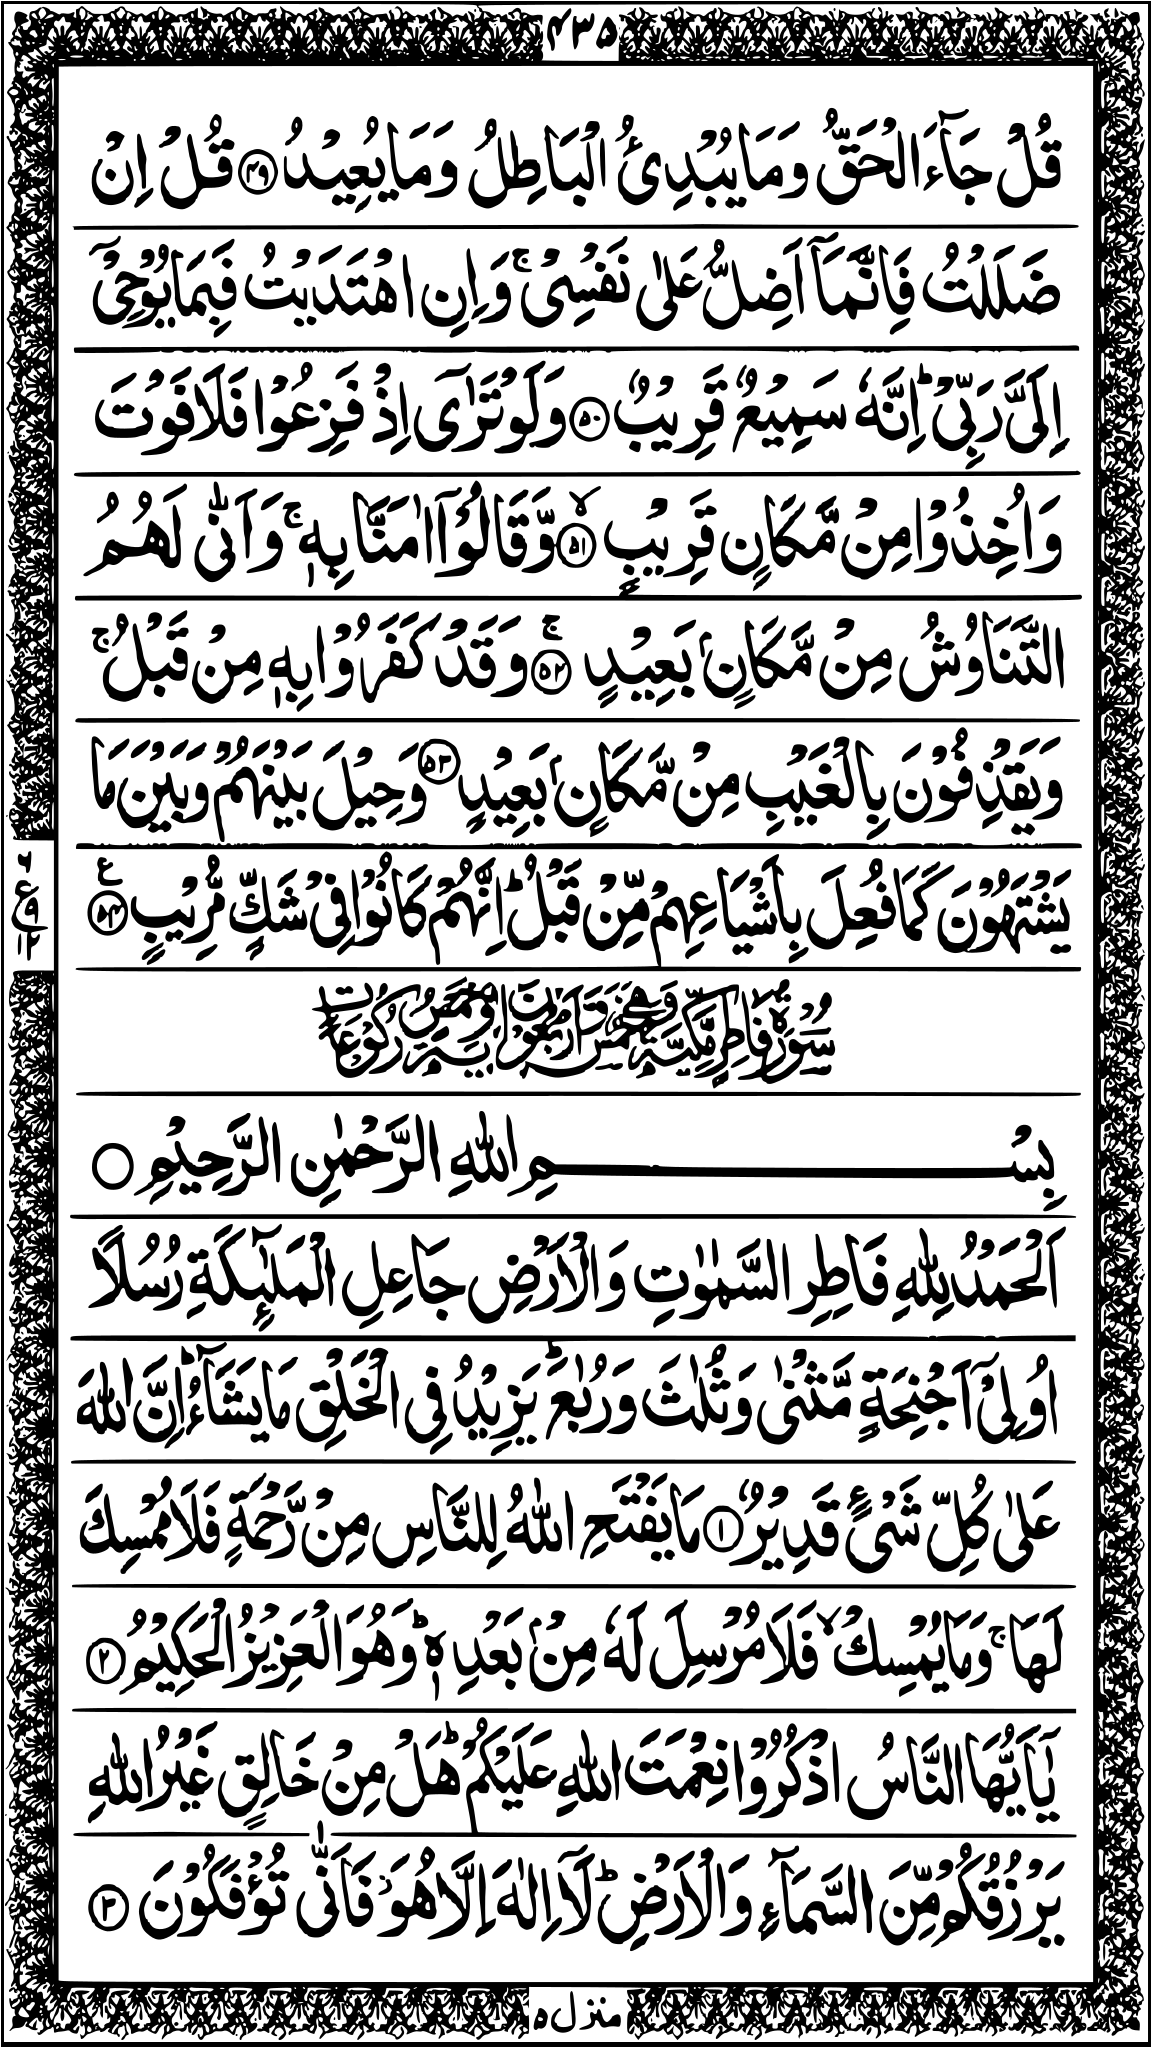 ۴۳۵
قُلْ جَآءَ الْحَقُّ وَمَا يُبْدِئُ الْبَاطِلُ وَمَا يُعِيْدُ ۝۴۹ قُلْ اِنْ
ضَلَلْتُ فَاِنَّمَآ اَضِلُّ عَلٰى نَفْسِىْ ۚ وَاِنِ اهْتَدَيْتُ فَبِمَا يُوْحِىْٓ
اِلَىَّ رَبِّىْ ؕ اِنَّهٗ سَمِيْعٌ قَرِيْبٌ ۝۵۰ وَلَوْ تَرٰٓى اِذْ فَزِعُوْا فَلَا فَوْتَ
وَاُخِذُوْا مِنْ مَّكَانٍ قَرِيْبٍ ۙ۝۵۱ وَّقَالُوْٓا اٰمَنَّا بِهٖ ۚ وَاَنّٰى لَهُمُ
التَّنَاوُشُ مِنْ مَّكَانٍۭ بَعِيْدٍ ۚ۝۵۲ وَقَدْ كَفَرُوْا بِهٖ مِنْ قَبْلُ ۚ
وَيَقْذِفُوْنَ بِالْغَيْبِ مِنْ مَّكَانٍۭ بَعِيْدٍ ۝۵۳ وَحِيْلَ بَيْنَهُمْ وَبَيْنَ مَا
يَشْتَهُوْنَ كَمَا فُعِلَ بِاَشْيَاعِهِمْ مِّنْ قَبْلُ ؕ اِنَّهُمْ كَانُوْا فِىْ شَكٍّ مُّرِيْبٍ ۝۵۴ ع
۶
ع
۹
۱۲
سُوْرَةُ فَاطِرٍ مَّكِّيَّةٌ وَّهِىَ خَمْسٌ وَّاَرْبَعُوْنَ اٰيَةً وَّخَمْسُ رُكُوْعَاتٍ
بِسْمِ اللّٰهِ الرَّحْمٰنِ الرَّحِيْمِ ۝
اَلْحَمْدُ لِلّٰهِ فَاطِرِ السَّمٰوٰتِ وَالْاَرْضِ جَاعِلِ الْمَلٰٓئِكَةِ رُسُلًا
اُولِىْٓ اَجْنِحَةٍ مَّثْنٰى وَثُلٰثَ وَرُبٰعَ ؕ يَزِيْدُ فِى الْخَلْقِ مَا يَشَآءُ ؕ اِنَّ اللّٰهَ
عَلٰى كُلِّ شَىْءٍ قَدِيْرٌ ۝۱ مَا يَفْتَحِ اللّٰهُ لِلنَّاسِ مِنْ رَّحْمَةٍ فَلَا مُمْسِكَ
لَهَا ۚ وَمَا يُمْسِكْ ۙ فَلَا مُرْسِلَ لَهٗ مِنْۢ بَعْدِهٖ ؕ وَهُوَ الْعَزِيْزُ الْحَكِيْمُ ۝۲
يٰۤاَيُّهَا النَّاسُ اذْكُرُوْا نِعْمَتَ اللّٰهِ عَلَيْكُمْ ؕ هَلْ مِنْ خَالِقٍ غَيْرُ اللّٰهِ
يَرْزُقُكُمْ مِّنَ السَّمَآءِ وَالْاَرْضِ ؕ لَآ اِلٰهَ اِلَّا هُوَ ۖ فَاَنّٰى تُؤْفَكُوْنَ ۝۳
منزل ۵